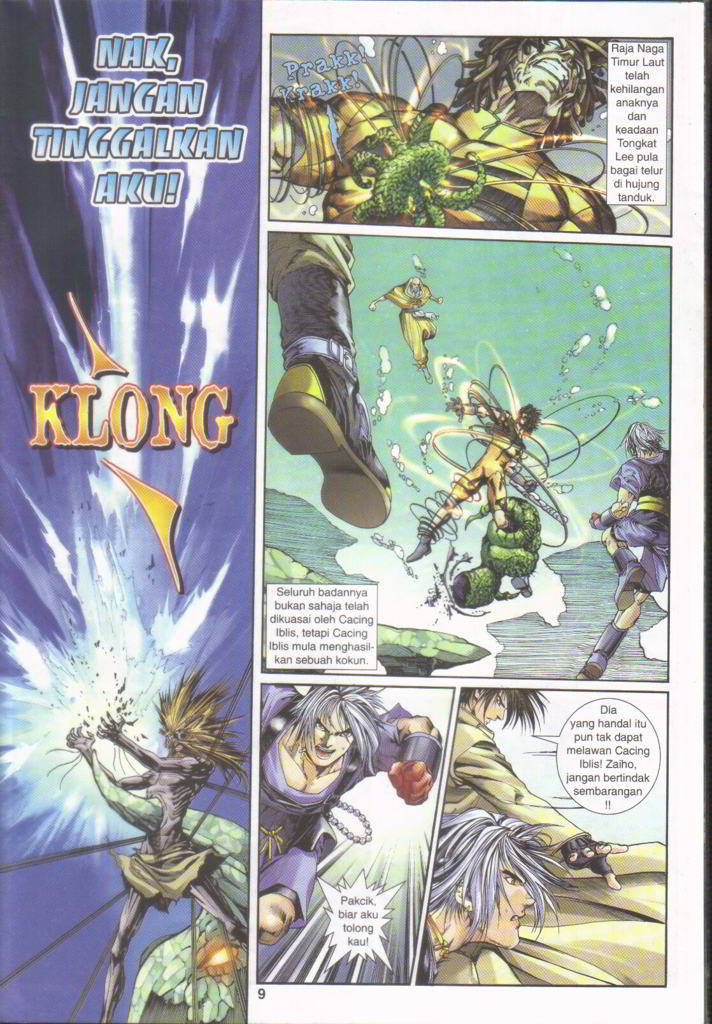 NAK,
JANGAN
TINGGALKAN
AKU!
KLONG
Prakk!
Krakk!
Raja Naga
Timur Laut
telah
kehilangan
anaknya
dan
keadaan
Tongkat
Lee pula
bagai telur
di hujung
tanduk.
Seluruh badannya
bukan sahaja telah
dikuasai oleh Cacing
Iblis, tetapi Cacing
Iblis mula menghasil-
kan sebuah kokun.
Pakcik,
biar aku
tolong
kau!
Dia
yang handal itu
pun tak dapat
melawan Cacing
Iblis! Zaiho,
jangan bertindak
sembarangan
!!
9